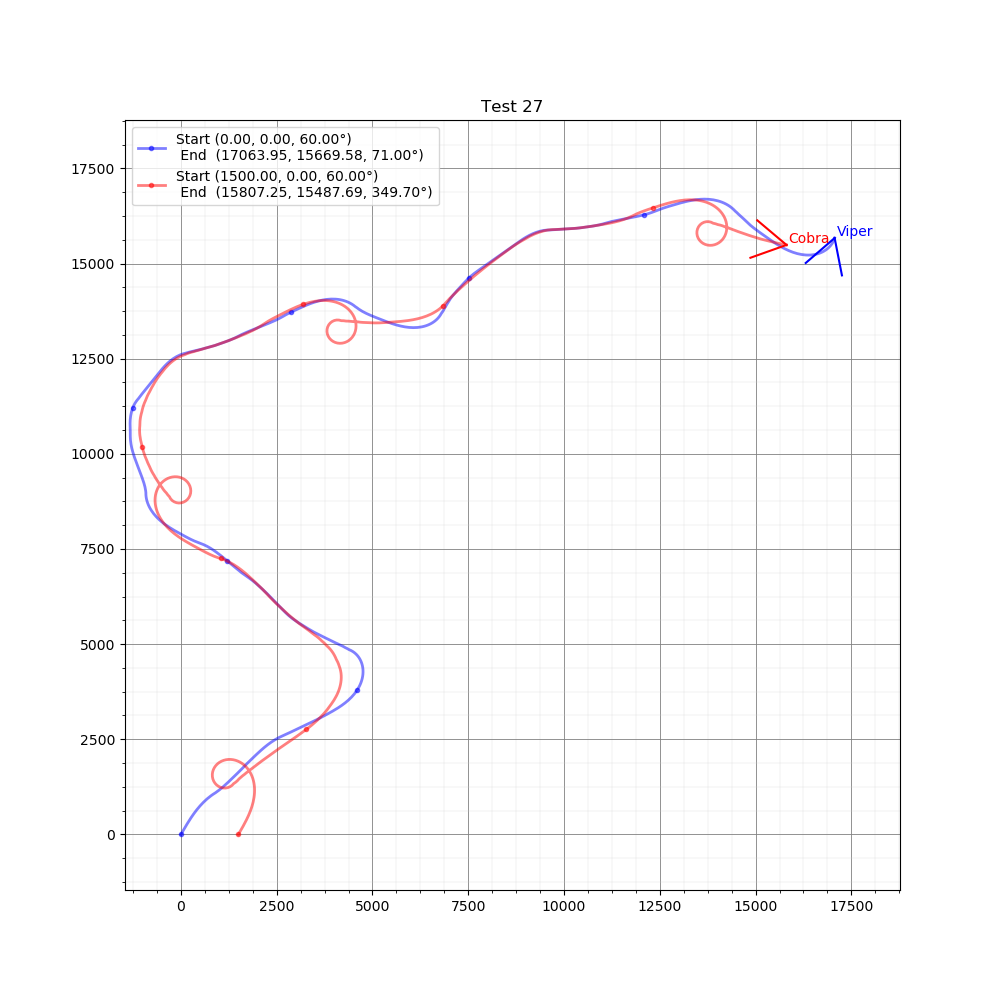 Test 27
Start (0.00, 0.00, 60.00°)
End (17063.95, 15669.58, 71.00°)
Start (1500.00, 0.00, 60.00°)
End (15807.25, 15487.69, 349.70°)
17500
15000
12500
10000
7500
5000
2500
0
Cobra
Viper
0 2500 5000 7500 10000 12500 15000 17500